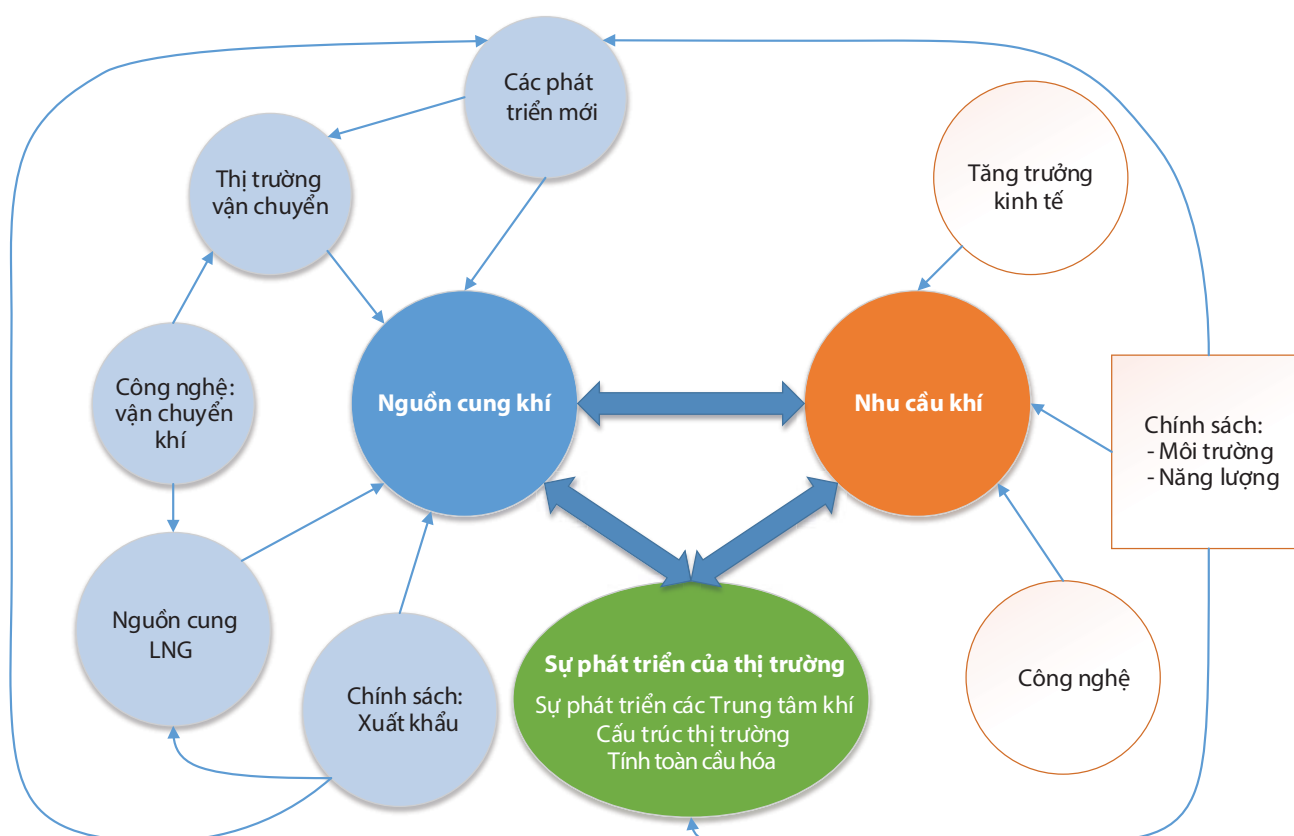 Các phát
triển mới
Thị trường
vận chuyển
Tăng trưởng
kinh tế
Công nghệ:
vận chuyển
khí
Nguồn cung khí
Nhu cầu khí
Chính sách:
- Môi trường
- Năng lượng
Nguồn cung
LNG
Chính sách:
Xuất khẩu
Sự phát triển của thị trường
Sự phát triển các Trung tâm khí
Cấu trúc thị trường
Tính toàn cầu hóa
Công nghệ